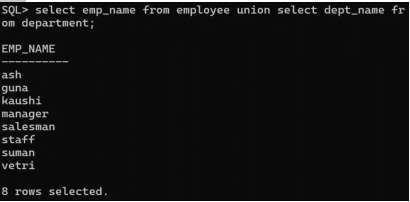 SQL> select emp_name from employee union select dept_name fr
om department;
EMP_NAME
----------
ash
guna
kaushi
manager
salesman
staff
suman
vetri
8 rows selected.